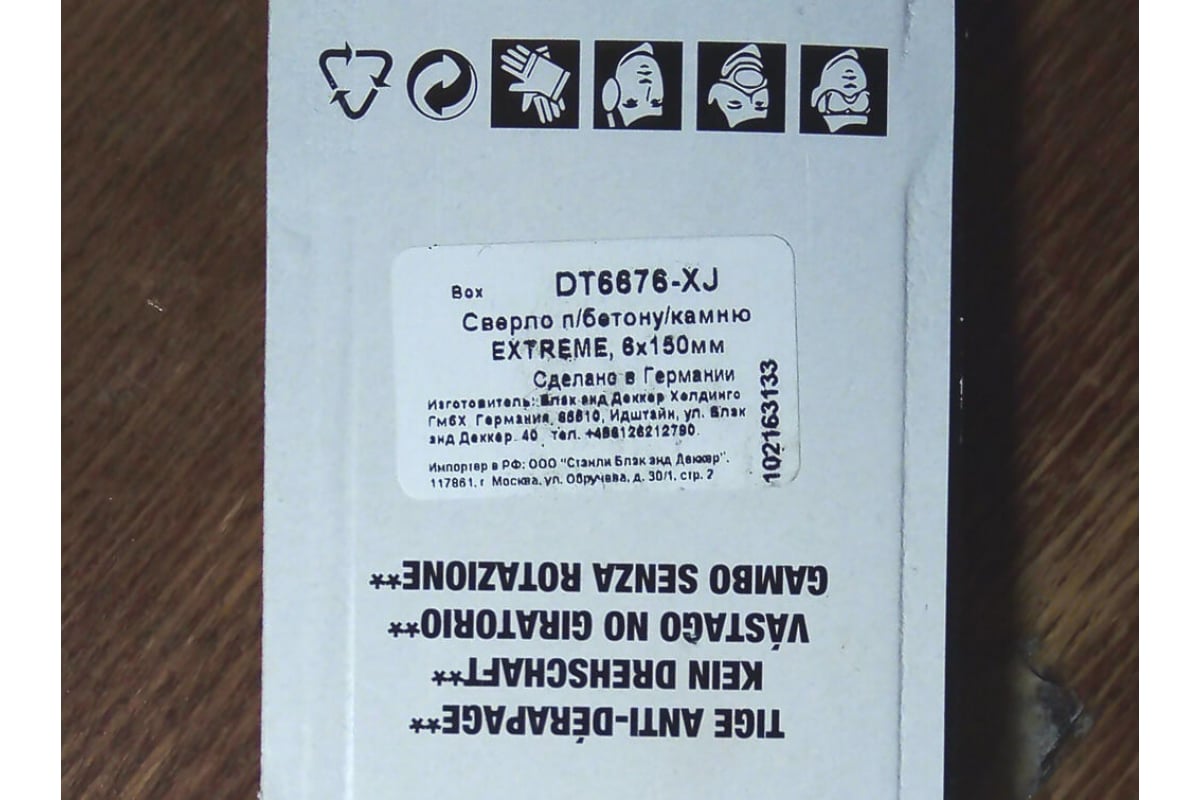 Box DT6676-XJ
Сверло п/бетону/камню
EXTREME, 6x150мм
Сделано в Германии
Изготовитель: Блэк энд Деккер Холдингс
ГмбХ Германия, 65510, Идштайн, ул. Блэк
энд Деккер. 40 тел. +496126212790.
Импортер в РФ: ООО "Стэнли Блэк энд Деккер".
117861, г Москва, ул. Обручева, д. 30/1, стр. 2
102163133
TIGE ANTI-DÉRAPAGE**
KEIN DREHSCHAFT**
VÁSTAGO NO GIRATORIO**
GAMBO SENZA ROTAZIONE**